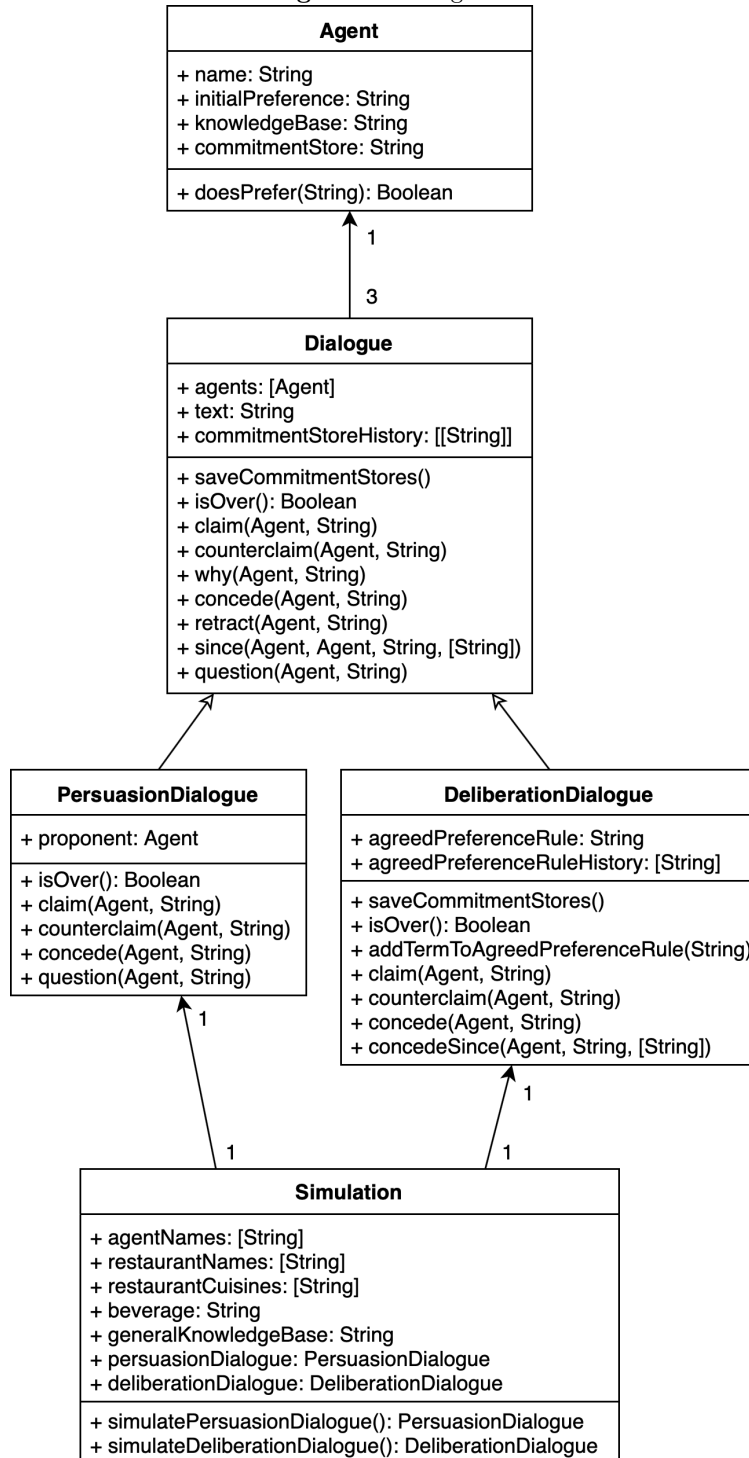 Agent
+ name: String
+ initialPreference: String
+ knowledgeBase: String
+ commitmentStore: String
+ doesPrefer(String): Boolean
1
3
Dialogue
+ agents: [Agent]
+ text: String
+ commitmentStoreHistory: [[String]]
+ saveCommitmentStores()
+ isOver(): Boolean
+ claim(Agent, String)
+ counterclaim(Agent, String)
+ why(Agent, String)
+ concede(Agent, String)
+ retract(Agent, String)
+ since(Agent, Agent, String, [String])
+ question(Agent, String)
PersuasionDialogue
+ proponent: Agent
+ isOver(): Boolean
+ claim(Agent, String)
+ counterclaim(Agent, String)
+ concede(Agent, String)
+ question(Agent, String)
DeliberationDialogue
+ agreedPreferenceRule: String
+ agreedPreferenceRuleHistory: [String]
+ saveCommitmentStores()
+ isOver(): Boolean
+ addTermToAgreedPreferenceRule(String)
+ claim(Agent, String)
+ counterclaim(Agent, String)
+ concede(Agent, String)
+ concedeSince(Agent, String, [String])
1
1
1
1
Simulation
+ agentNames: [String]
+ restaurantNames: [String]
+ restaurantCuisines: [String]
+ beverage: String
+ generalKnowledgeBase: String
+ persuasionDialogue: PersuasionDialogue
+ deliberationDialogue: DeliberationDialogue
+ simulatePersuasionDialogue(): PersuasionDialogue
+ simulateDeliberationDialogue(): DeliberationDialogue